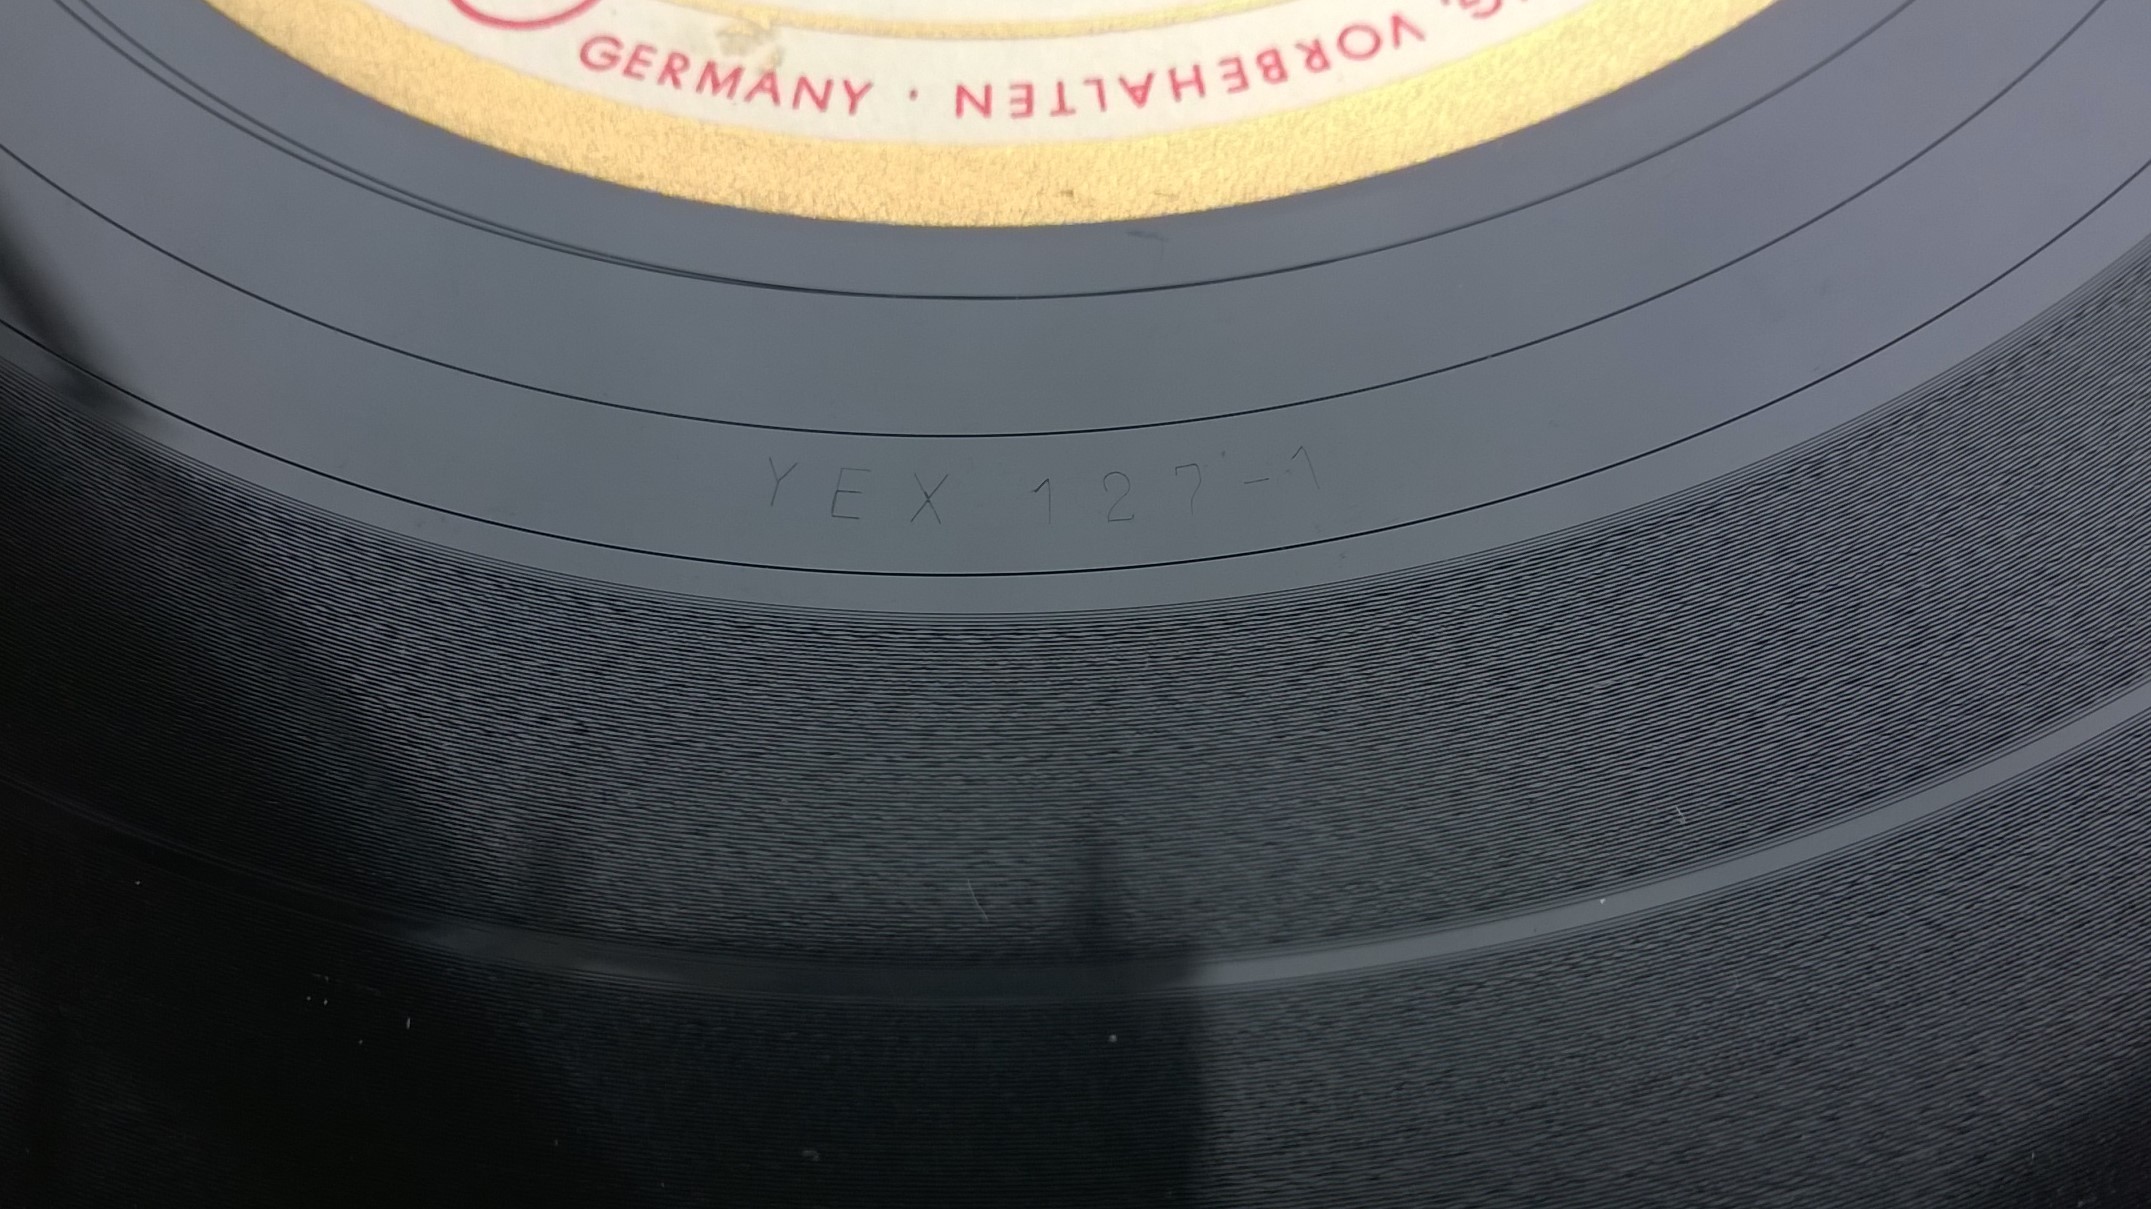 GERMANY · VORBEHALTEN
YEX 127-1